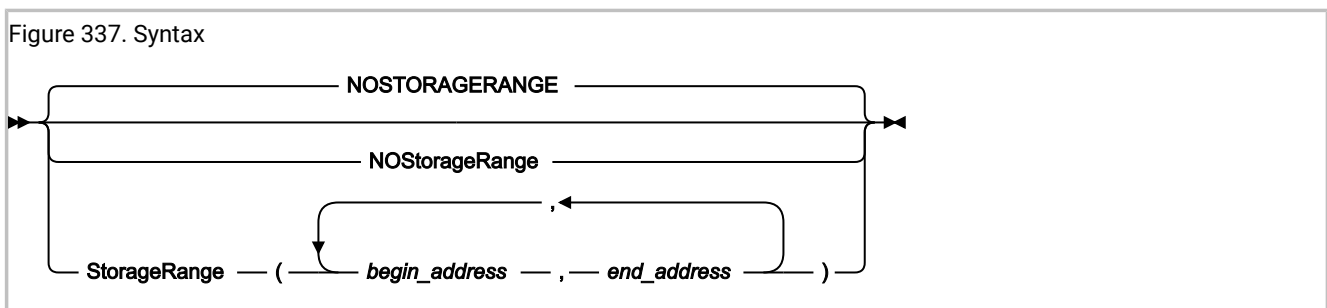 Figure 337. Syntax
NOSTORAGERANGE
NOStorageRange
,
StorageRange ( begin_address , end_address )